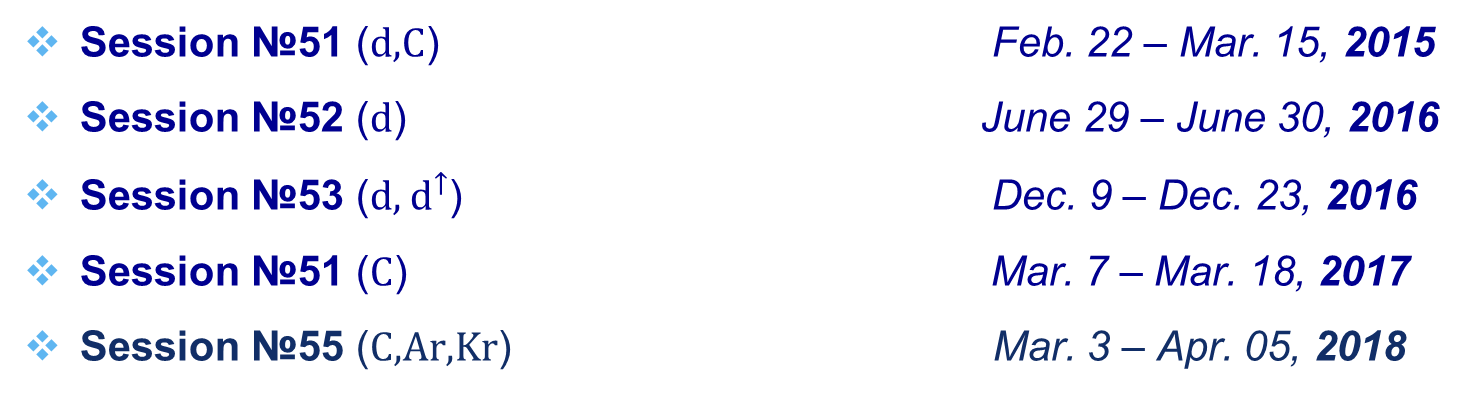 ❖ Session №51 (d,C) Feb. 22 – Mar. 15, 2015
❖ Session №52 (d) June 29 – June 30, 2016
❖ Session №53 (d, d↑) Dec. 9 – Dec. 23, 2016
❖ Session №51 (C) Mar. 7 – Mar. 18, 2017
❖ Session №55 (C,Ar,Kr) Mar. 3 – Apr. 05, 2018